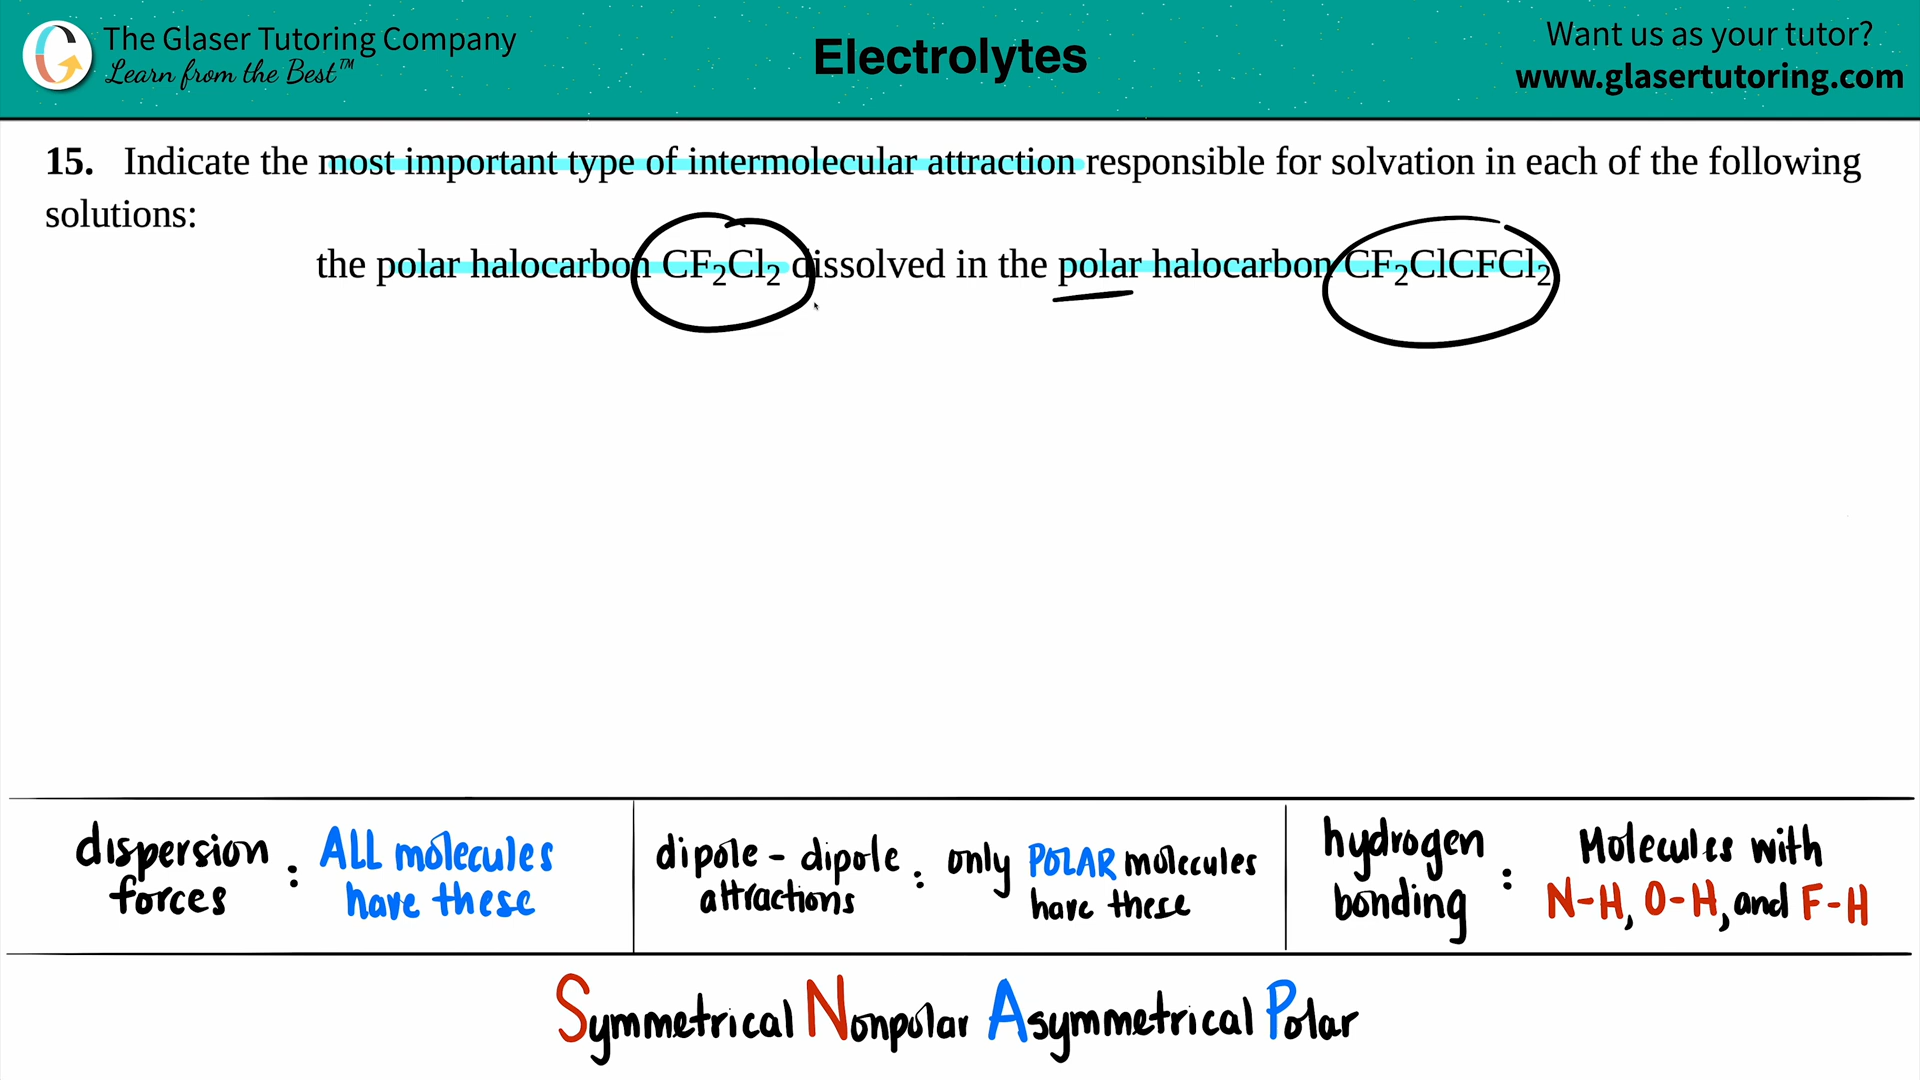 The Glaser Tutoring Company
Learn from the Best™
Electrolytes
Want us as your tutor?
www.glasertutoring.com
15. Indicate the most important type of intermolecular attraction responsible for solvation in each of the following
solutions:
the polar halocarbon CF₂Cl₂ dissolved in the polar halocarbon CF₂ClCFCl₂
dispersion forces : ALL molecules have these
dipole - dipole attractions : only POLAR molecules have these
hydrogen bonding : Molecules with N-H, O-H, and F-H
Symmetrical Nonpolar Asymmetrical Polar